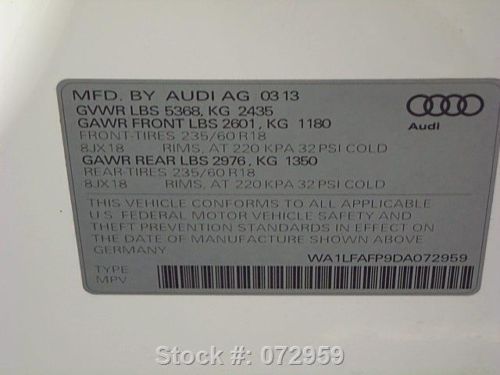 MFD. BY AUDI AG 03 13
GVWR LBS 5368, KG 2435
GAWR FRONT LBS 2601, KG 1180
FRONT-TIRES 235/60 R18
8JX18 RIMS, AT 220 KPA 32 PSI COLD
GAWR REAR LBS 2976, KG 1350
REAR-TIRES 235/60 R18
8JX18 RIMS, AT 220 KPA 32 PSI COLD
Audi
THIS VEHICLE CONFORMS TO ALL APPLICABLE
U.S. FEDERAL MOTOR VEHICLE SAFETY AND
THEFT PREVENTION STANDARDS IN EFFECT ON
THE DATE OF MANUFACTURE SHOWN ABOVE
GERMANY
WA1LFAFP9DA072959
TYPE
MPV
Stock #: 072959